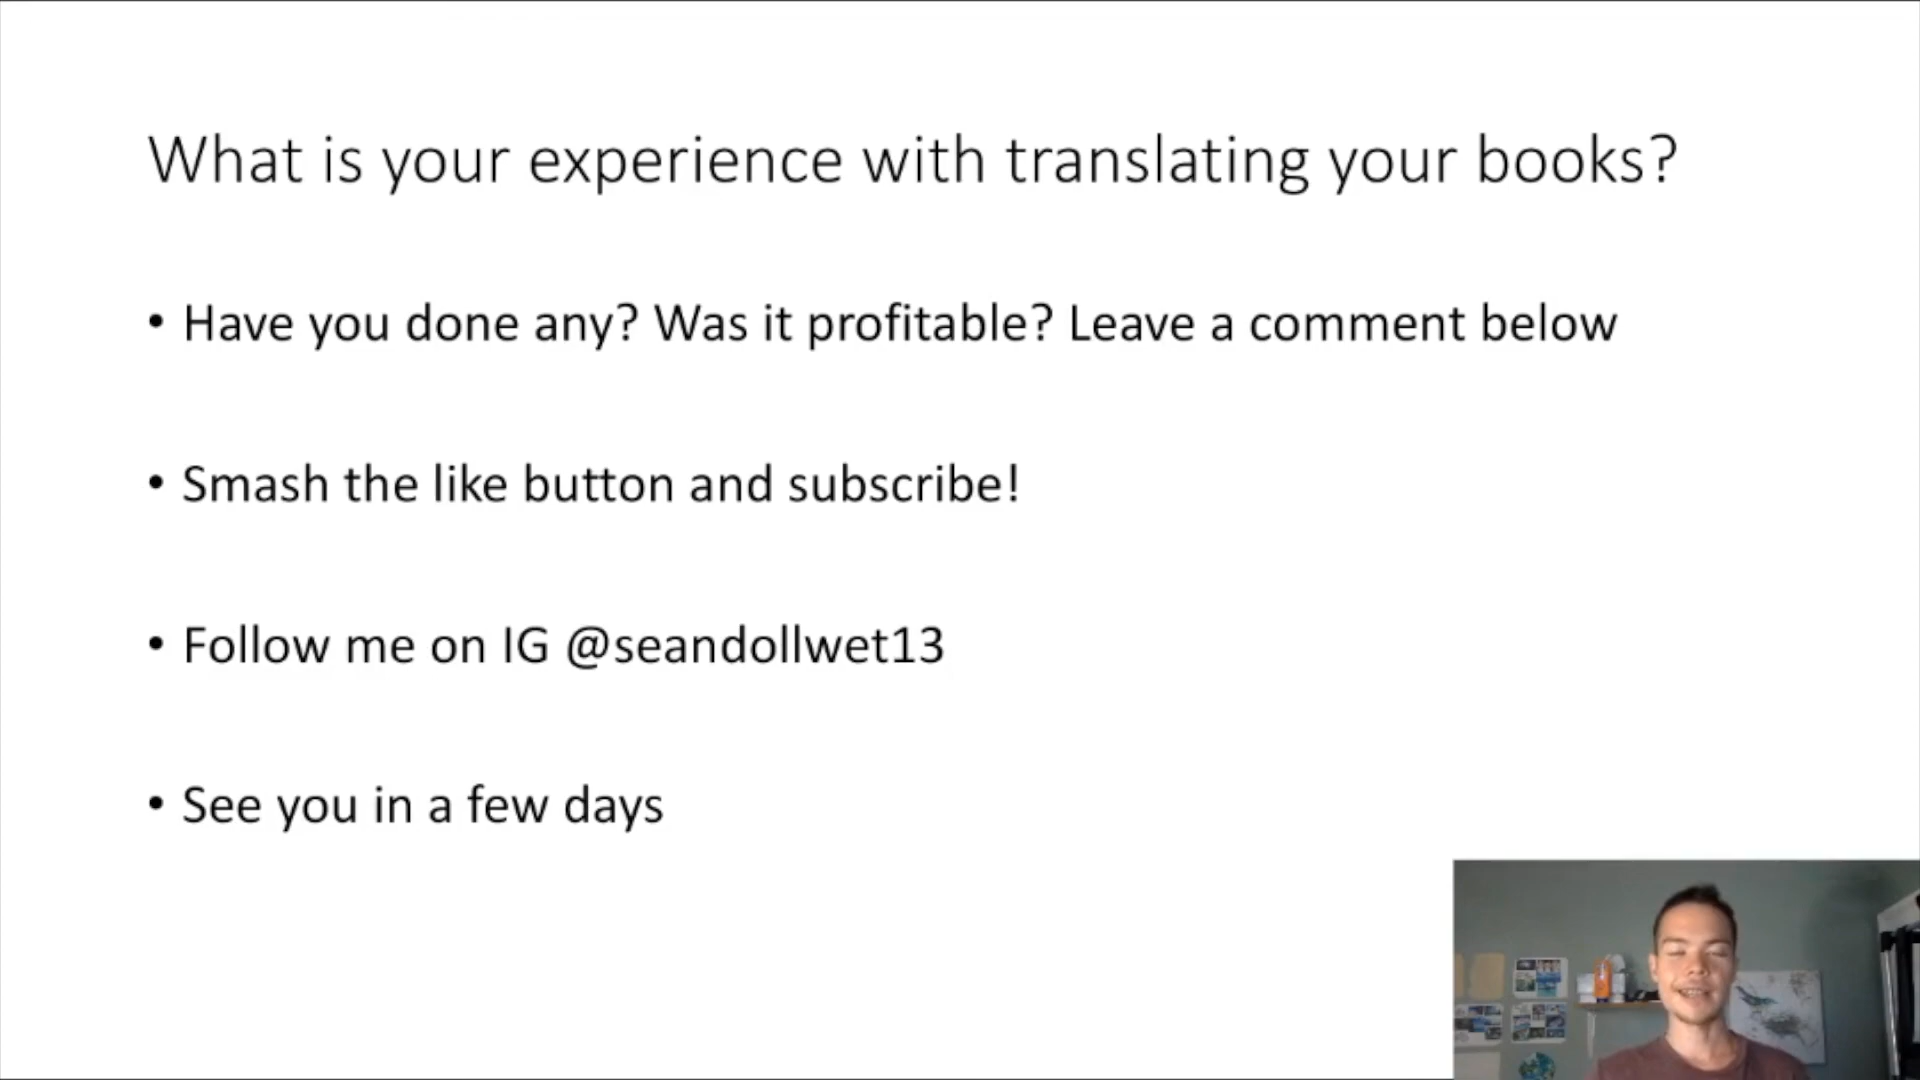 What is your experience with translating your books?
• Have you done any? Was it profitable? Leave a comment below
• Smash the like button and subscribe!
• Follow me on IG @seandollwet13
• See you in a few days